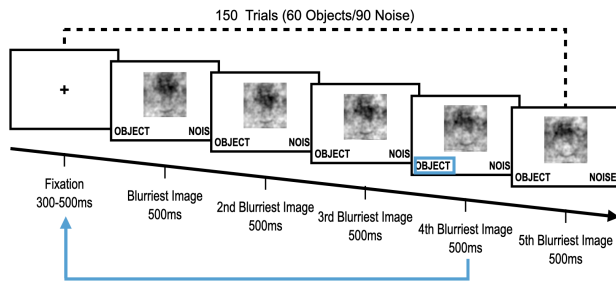 150 Trials (60 Objects/90 Noise)
+
OBJECT NOIS
OBJECT NOIS
OBJECT NOIS
OBJECT NOIS
OBJECT NOISE
Fixation
300-500ms
Blurriest Image
500ms
2nd Blurriest Image
500ms
3rd Blurriest Image
500ms
4th Blurriest Image
500ms
5th Blurriest Image
500ms